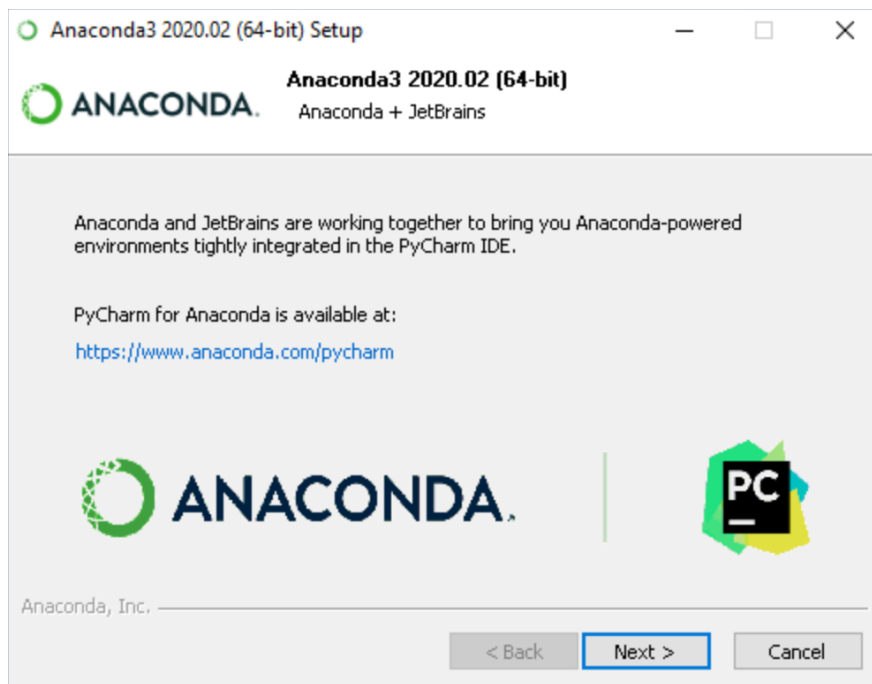 Anaconda3 2020.02 (64-bit) Setup
ANACONDA.
Anaconda3 2020.02 (64-bit)
Anaconda + JetBrains
Anaconda and JetBrains are working together to bring you Anaconda-powered
environments tightly integrated in the PyCharm IDE.
PyCharm for Anaconda is available at:
https://www.anaconda.com/pycharm
ANACONDA.
PC
Anaconda, Inc.
< Back Next > Cancel